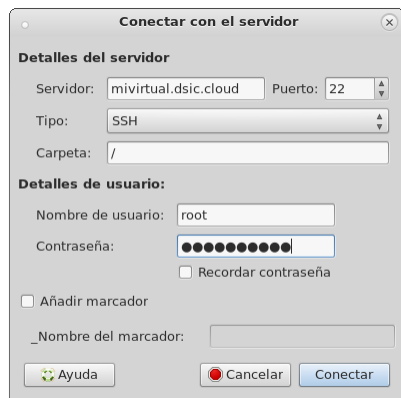 Conectar con el servidor
Detalles del servidor
Servidor: mivirtual.dsic.cloud Puerto: 22
Tipo: SSH
Carpeta: /
Detalles de usuario:
Nombre de usuario: root
Contraseña: ●●●●●●●●●●
Recordar contraseña
Añadir marcador
_Nombre del marcador:
Ayuda Cancelar Conectar